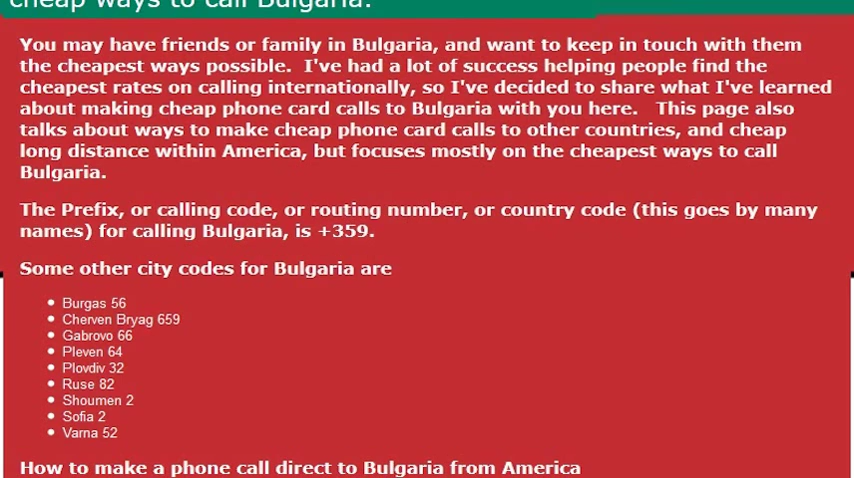 cheap ways to call Bulgaria.
You may have friends or family in Bulgaria, and want to keep in touch with them
the cheapest ways possible. I've had a lot of success helping people find the
cheapest rates on calling internationally, so I've decided to share what I've learned
about making cheap phone card calls to Bulgaria with you here. This page also
talks about ways to make cheap phone card calls to other countries, and cheap
long distance within America, but focuses mostly on the cheapest ways to call
Bulgaria.
The Prefix, or calling code, or routing number, or country code (this goes by many
names) for calling Bulgaria, is +359.
Some other city codes for Bulgaria are
Burgas 56
Cherven Bryag 659
Gabrovo 66
Pleven 64
Plovdiv 32
Ruse 82
Shoumen 2
Sofia 2
Varna 52
How to make a phone call direct to Bulgaria from America